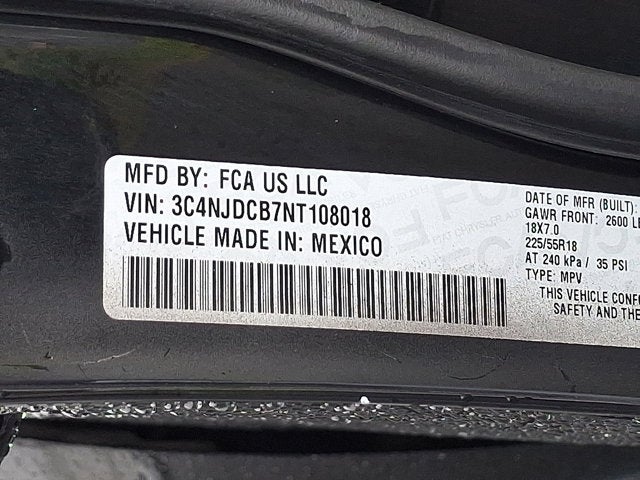 MFD BY: FCA US LLC
VIN: 3C4NJDCB7NT108018
VEHICLE MADE IN: MEXICO
DATE OF MFR (BUILT):
GAWR FRONT: 2600
18X7.0
225/55R18
AT 240 kPa / 35 PSI
TYPE: MPV
THIS VEHICLE
SAFETY AND THE